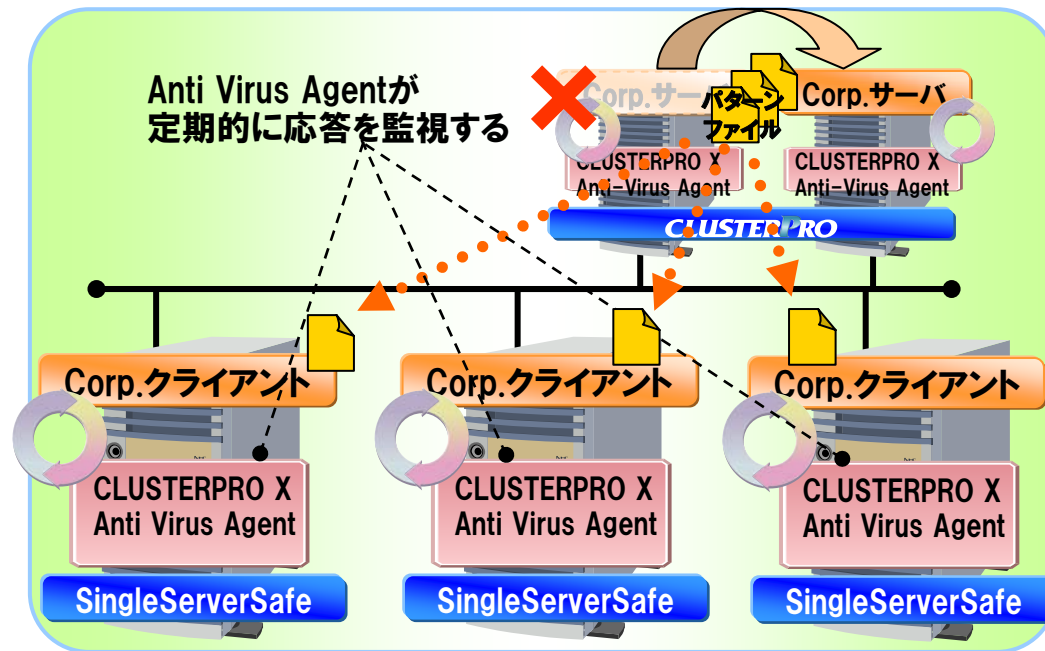 Anti Virus Agentが
定期的に応答を監視する
Corp.サーバ
パターン
ファイル
Corp.サーバ
CLUSTERPRO X
Anti-Virus Agent
CLUSTERPRO X
Anti-Virus Agent
CLUSTERPRO
Corp.クライアント
Corp.クライアント
Corp.クライアント
CLUSTERPRO X
Anti Virus Agent
CLUSTERPRO X
Anti Virus Agent
CLUSTERPRO X
Anti Virus Agent
SingleServerSafe
SingleServerSafe
SingleServerSafe